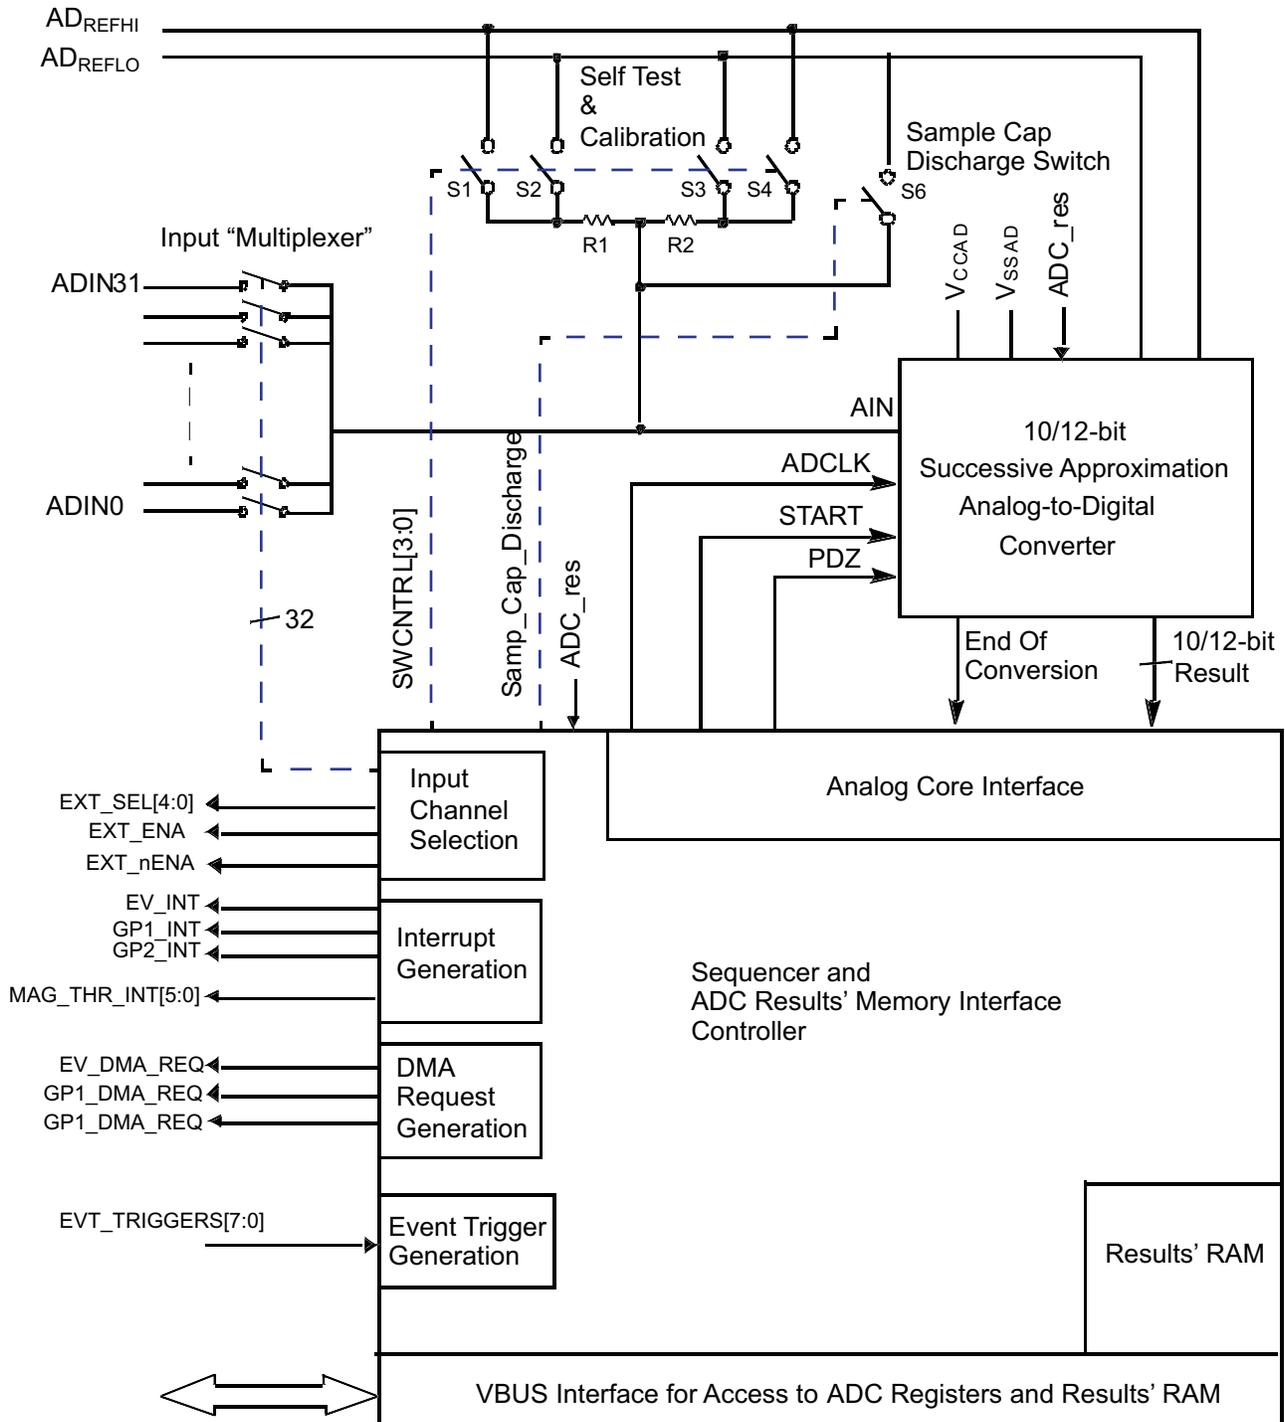 ADREFHI
ADREFLO
Self Test
&
Calibration
Sample Cap
Discharge Switch
S1
S2
S3
S4
S6
R1
R2
Input “Multiplexer”
VCCAD
VSSAD
ADC_res
ADIN31
AIN
10/12-bit
Successive Approximation
Analog-to-Digital
Converter
ADCLK
START
PDZ
ADIN0
SWCNTRL[3:0]
Samp_Cap_Discharge
ADC_res
32
End Of
Conversion
10/12-bit
Result
Input
Channel
Selection
Analog Core Interface
EXT_SEL[4:0]
EXT_ENA
EXT_nENA
EV_INT
GP1_INT
GP2_INT
MAG_THR_INT[5:0]
Interrupt
Generation
Sequencer and
ADC Results’ Memory Interface
Controller
EV_DMA_REQ
GP1_DMA_REQ
GP1_DMA_REQ
DMA
Request
Generation
EVT_TRIGGERS[7:0]
Event Trigger
Generation
Results’ RAM
VBUS Interface for Access to ADC Registers and Results’ RAM